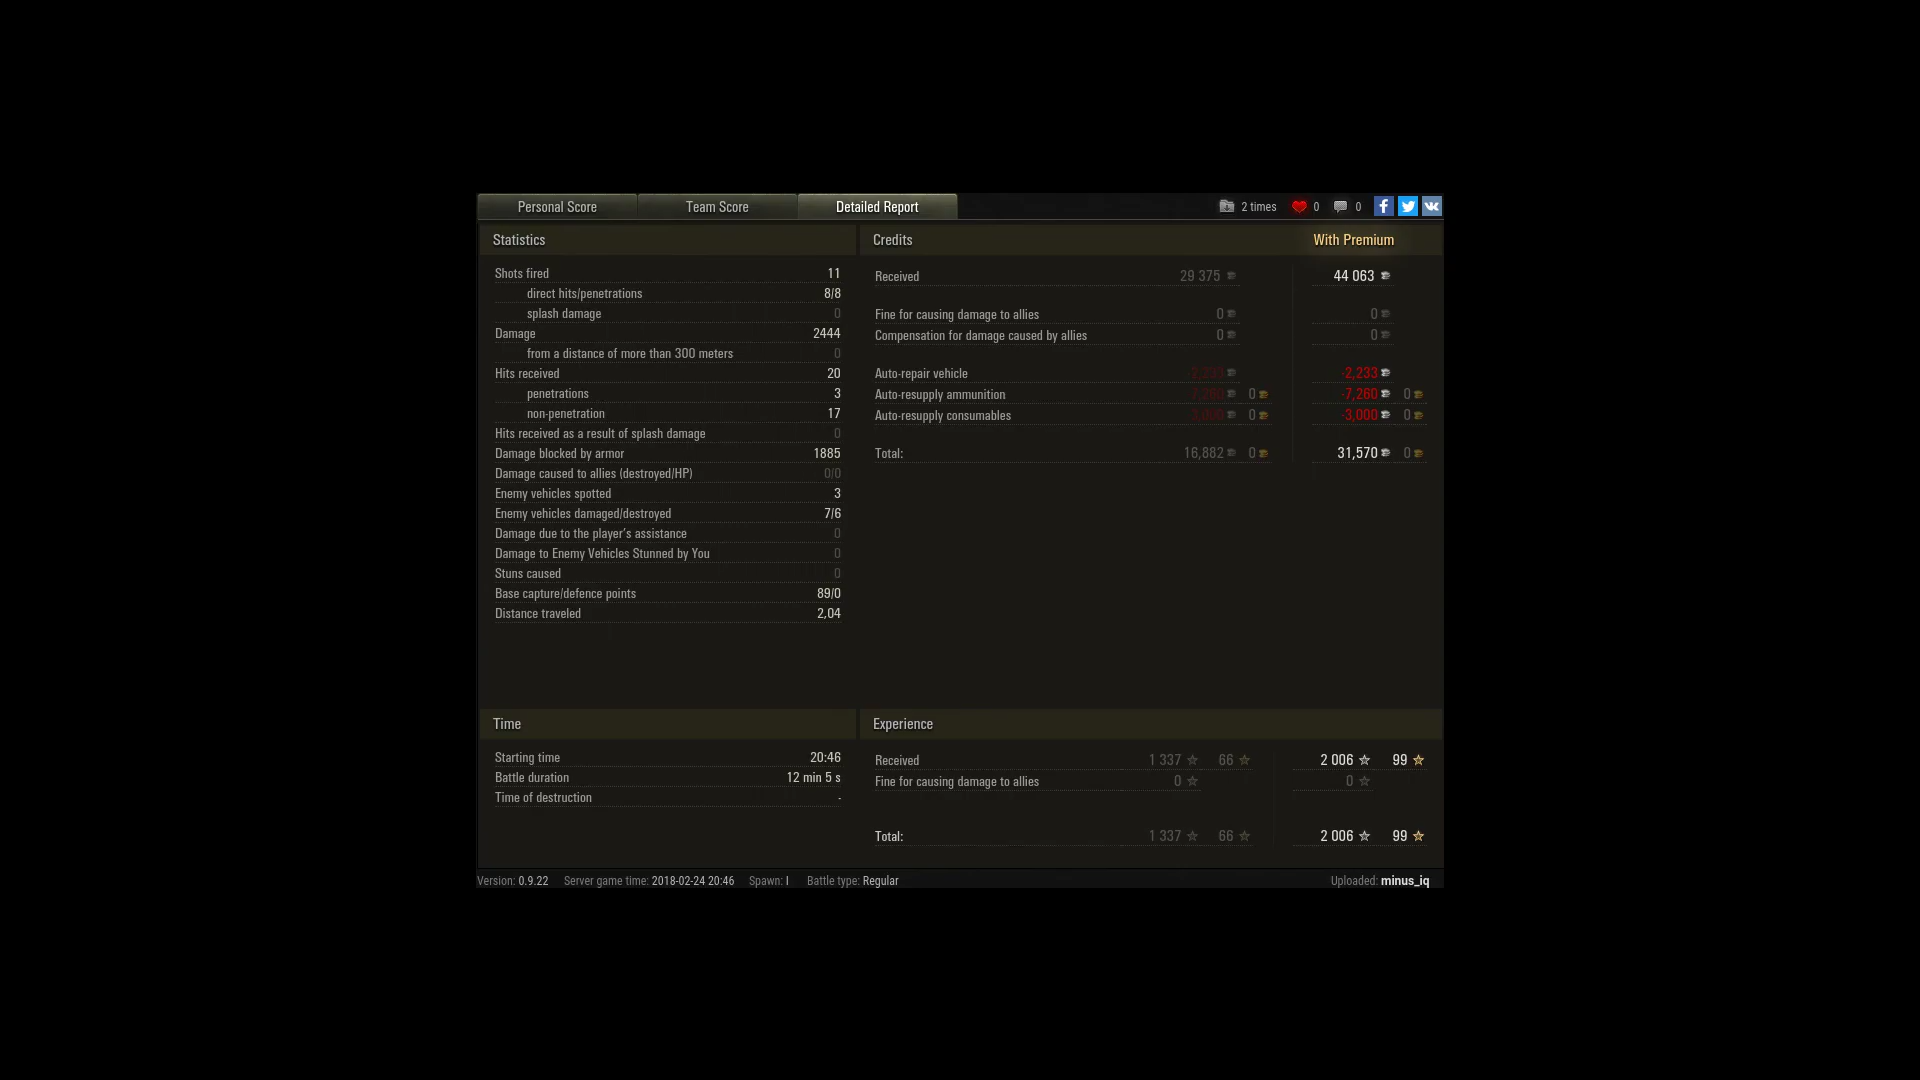 Personal Score Team Score Detailed Report 2 times 0 0
Statistics
Shots fired 11
direct hits/penetrations 8/8
splash damage 0
Damage 2444
from a distance of more than 300 meters 0
Hits received 20
penetrations 3
non-penetration 17
Hits received as a result of splash damage 0
Damage blocked by armor 1885
Damage caused to allies (destroyed/HP) 0/0
Enemy vehicles spotted 3
Enemy vehicles damaged/destroyed 7/6
Damage due to the player's assistance 0
Damage to Enemy Vehicles Stunned by You 0
Stuns caused 0
Base capture/defence points 89/0
Distance traveled 2,04
Credits With Premium
Received 29 375 44 063
Fine for causing damage to allies 0 0
Compensation for damage caused by allies 0 0
Auto-repair vehicle -2,233 -2,233
Auto-resupply ammunition -7,260 0 -7,260 0
Auto-resupply consumables -3,000 0 -3,000 0
Total: 16,882 0 31,570 0
Time
Starting time 20:46
Battle duration 12 min 5 s
Time of destruction -
Experience
Received 1 337 66 2 006 99
Fine for causing damage to allies 0 0
Total: 1 337 66 2 006 99
Version: 0.9.22 Server game time: 2018-02-24 20:46 Spawn: I Battle type: Regular Uploaded: minus_iq